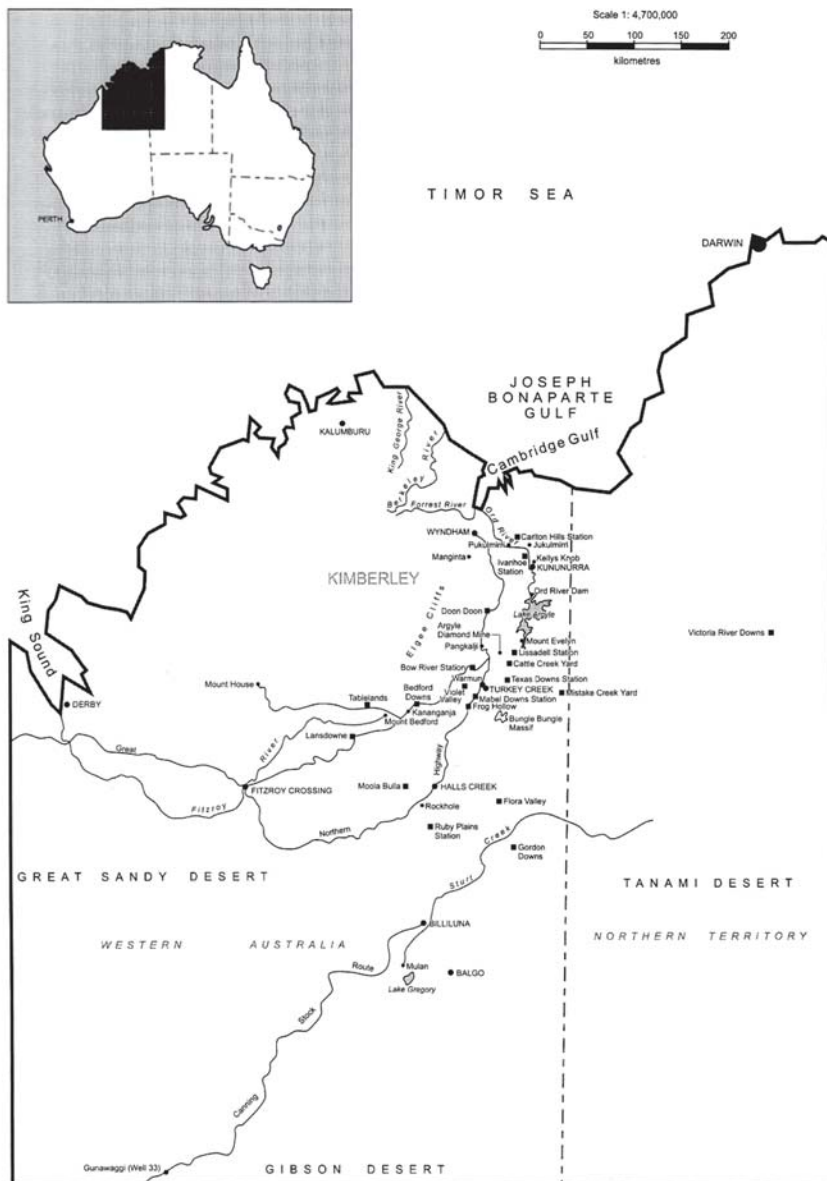 Scale 1: 4,700,000
0 50 100 150 200
kilometres
PERTH
TIMOR SEA
DARWIN
JOSEPH
BONAPARTE
GULF
Cambridge Gulf
KALUMBURU
King George River
Berkeley River
Forrest River
Ord River
WYNDHAM
Carlton Hills Station
Pukulmirri
Jukulmirri
Manginta
Ivanhoe
Station
Kellys Knob
KUNUNURRA
KIMBERLEY
Ord River Dam
Elgee Cliffs
Doon Doon
Lake Argyle
King Sound
Argyle
Diamond Mine
Mount Evelyn
Victoria River Downs
Pangkalji
Lissadell Station
Bow River Station
Cattle Creek Yard
Warmun
Texas Downs Station
Mount House
Bedford
Downs
Violet
Valley
TURKEY CREEK
Mistake Creek Yard
Tablelands
Mabel Downs Station
DERBY
Kananganja
Frog Hollow
Mount Bedford
Bungle Bungle
Massif
Lansdowne
Great
River
Highway
FITZROY CROSSING
Moola Bulla
HALLS CREEK
Fitzroy
Rockhole
Flora Valley
Northern
Ruby Plains
Station
Creek
Gordon
Downs
GREAT SANDY DESERT
Sturt
TANAMI DESERT
BILLILUNA
WESTERN AUSTRALIA
NORTHERN TERRITORY
Route
Mulan
BALGO
Lake Gregory
Stock
Canning
Gunawaggi (Well 33)
GIBSON DESERT